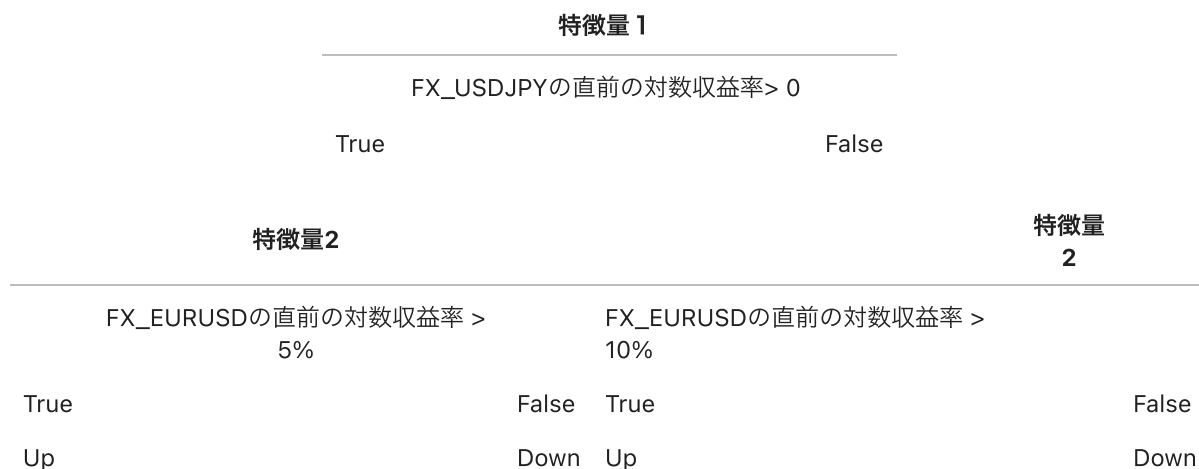 特徴量 1
FX_USDJPYの直前の対数収益率> 0
True False
特徴量2 特徴量
2
FX_EURUSDの直前の対数収益率 > FX_EURUSDの直前の対数収益率 >
5% 10%
True False True False
Up Down Up Down